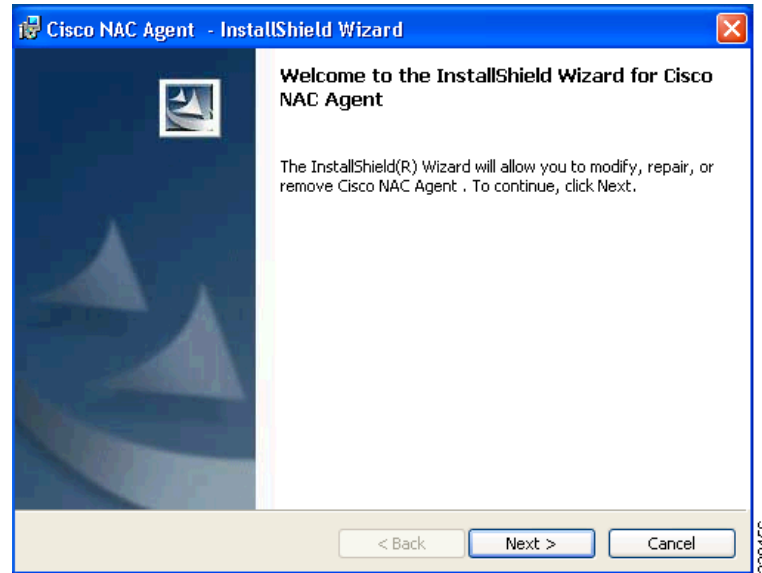 Cisco NAC Agent - InstallShield Wizard
Welcome to the InstallShield Wizard for Cisco
NAC Agent
The InstallShield(R) Wizard will allow you to modify, repair, or
remove Cisco NAC Agent . To continue, click Next.
< Back
Next >
Cancel